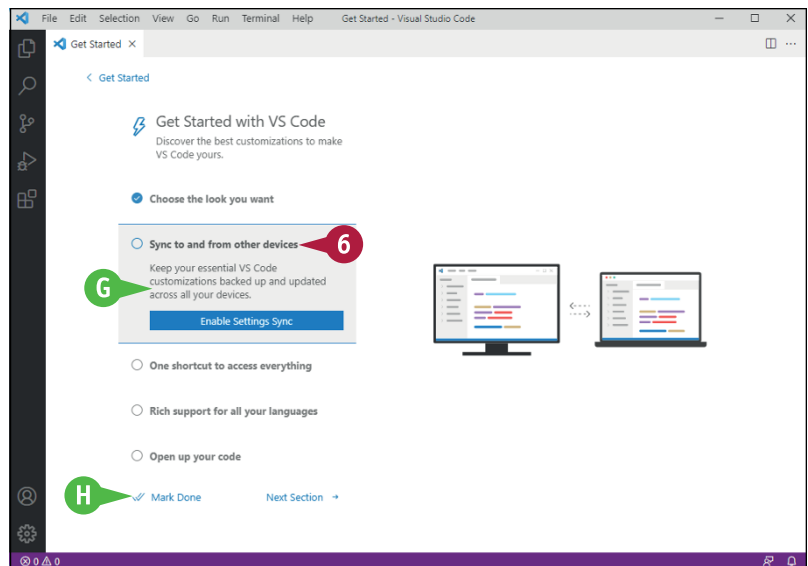 File Edit Selection View Go Run Terminal Help Get Started - Visual Studio Code
Get Started
Get Started
Get Started with VS Code
Discover the best customizations to make
VS Code yours.
Choose the look you want
Sync to and from other devices
6
G
Keep your essential VS Code
customizations backed up and updated
across all your devices.
Enable Settings Sync
One shortcut to access everything
Rich support for all your languages
Open up your code
H
Mark Done Next Section →
0 0